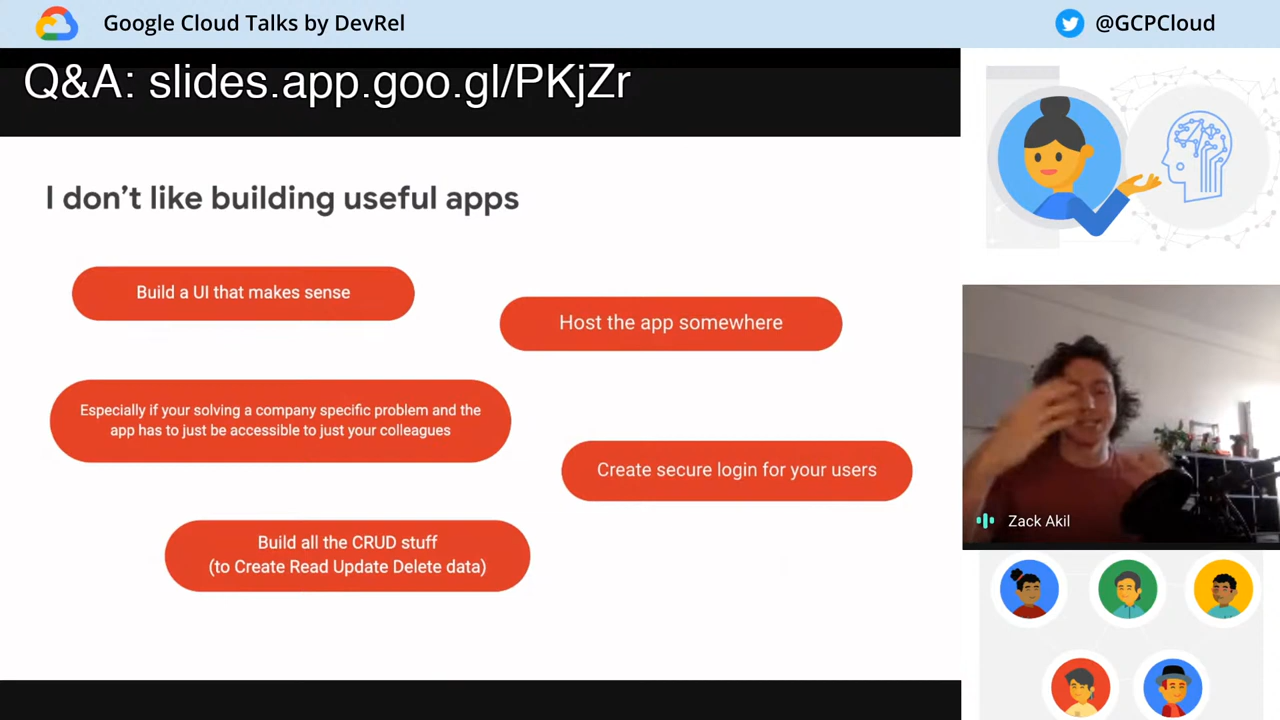 Google Cloud Talks by DevRel
@GCPCloud
Q&A: slides.app.goo.gl/PKjZr
I don’t like building useful apps
Build a UI that makes sense
Host the app somewhere
Especially if your solving a company specific problem and the
app has to just be accessible to just your colleagues
Create secure login for your users
Build all the CRUD stuff
(to Create Read Update Delete data)
Zack Akil